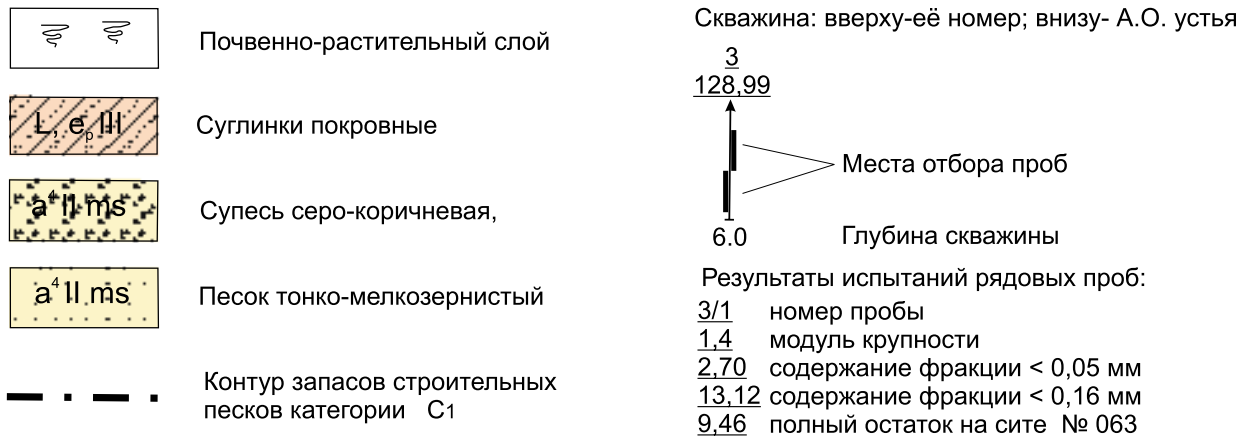 Почвенно-растительный слой
L, eр III
Суглинки покровные
a⁴ II ms
Супесь серо-коричневая,
a⁴ II ms
Песок тонко-мелкозернистый
Контур запасов строительных
песков категории С1
Скважина: вверху-её номер; внизу- А.О. устья
3
128,99
Места отбора проб
6.0 Глубина скважины
Результаты испытаний рядовых проб:
3/1 номер пробы
1,4 модуль крупности
2,70 содержание фракции < 0,05 мм
13,12 содержание фракции < 0,16 мм
9,46 полный остаток на сите № 063